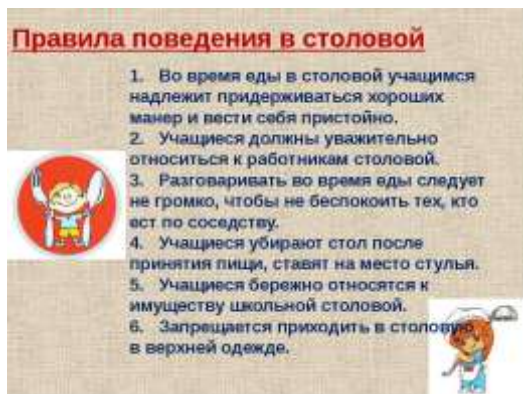 Правила поведения в столовой
1. Во время еды в столовой учащимся
надлежит придерживаться хороших
манер и вести себя пристойно.
2. Учащиеся должны уважительно
относиться к работникам столовой.
3. Разговаривать во время еды следует
не громко, чтобы не беспокоить тех, кто
ест по соседству.
4. Учащиеся убирают стол после
принятия пищи, ставят на место стулья.
5. Учащиеся бережно относятся к
имуществу школьной столовой.
6. Запрещается приходить в столовую
в верхней одежде.